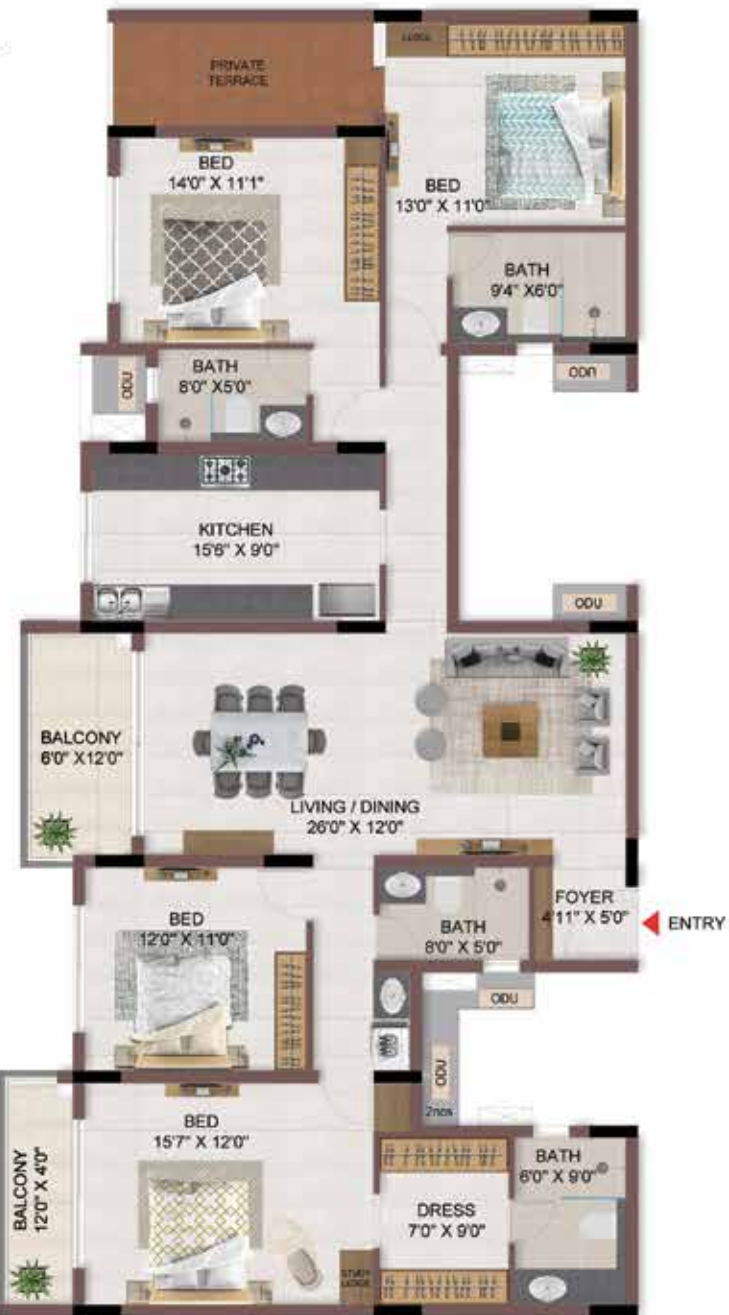 PRIVATE
TERRACE
LEDGE
BED
14'0" X 11'1"
BED
13'0" X 11'0"
BATH
9'4" X6'0"
BATH
8'0" X5'0"
ODU
ODU
KITCHEN
15'6" X 9'0"
ODU
BALCONY
6'0" X12'0"
LIVING / DINING
26'0" X 12'0"
FOYER
4'11" X 5'0"
ENTRY
BED
12'0" X 11'0"
BATH
8'0" X 5'0"
ODU
ODU
2nos
WM
BED
15'7" X 12'0"
BATH
6'0" X 9'0"
BALCONY
12'0" X 4'0"
DRESS
7'0" X 9'0"
STUDY
LEDGE